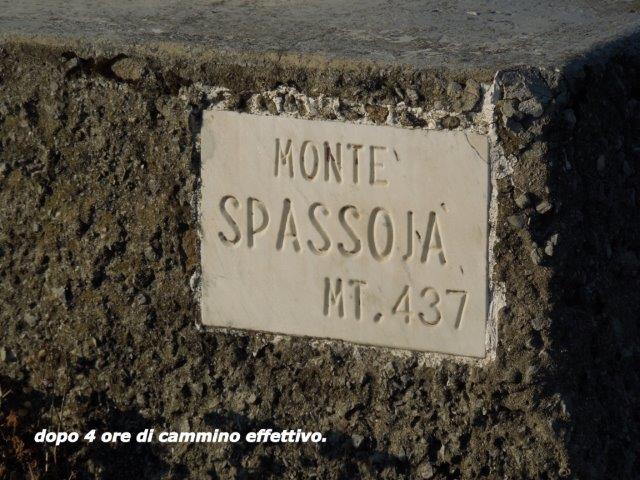 MONTE
SPASSOJA
MT. 437
dopo 4 ore di cammino effettivo.